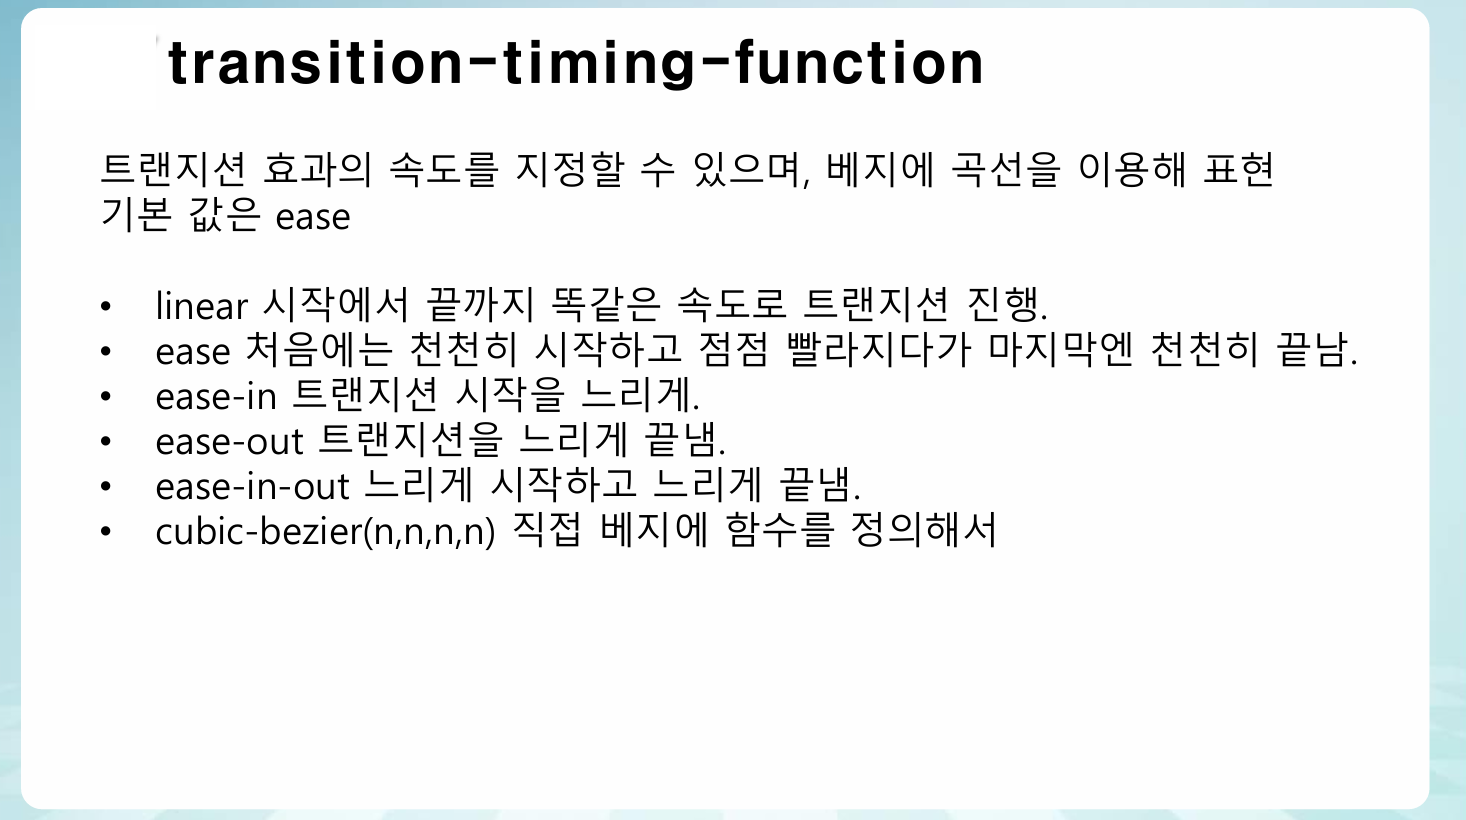 transition-timing-function
트랜지션 효과의 속도를 지정할 수 있으며, 베지에 곡선을 이용해 표현
기본 값은 ease
• linear 시작에서 끝까지 똑같은 속도로 트랜지션 진행.
• ease 처음에는 천천히 시작하고 점점 빨라지다가 마지막엔 천천히 끝남.
• ease-in 트랜지션 시작을 느리게.
• ease-out 트랜지션을 느리게 끝냄.
• ease-in-out 느리게 시작하고 느리게 끝냄.
• cubic-bezier(n,n,n,n) 직접 베지에 함수를 정의해서